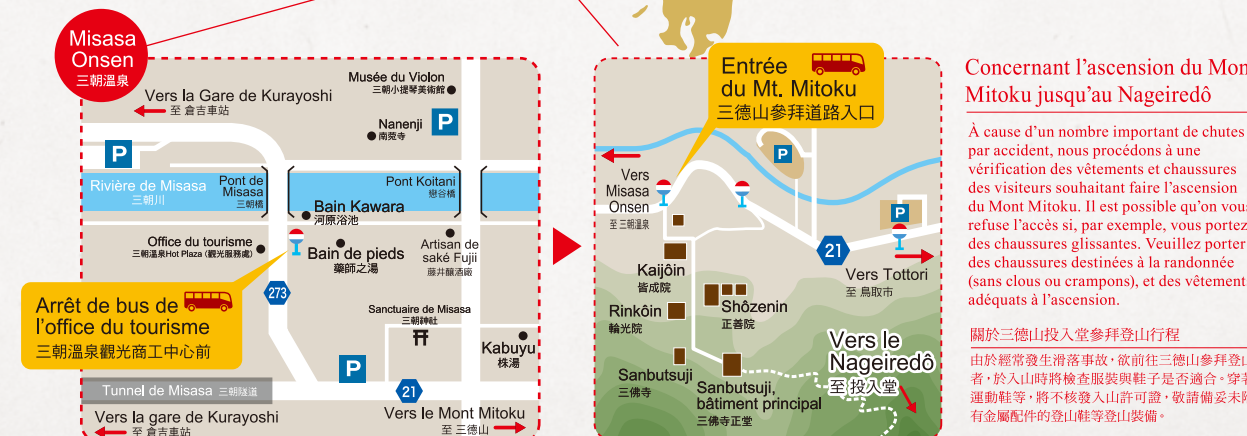 Misasa
Onsen
三朝溫泉
Vers la Gare de Kurayoshi
至 倉吉車站
Musée du Violon
三朝小提琴美術館
Nanenji
南苑寺
P
P
Rivière de Misasa
三朝川
Pont de
Misasa
三朝橋
Pont Koitani
戀谷橋
Bain Kawara
河原浴池
Office du tourisme
三朝溫泉Hot Plaza (觀光服務處)
Bain de pieds
藥師之湯
Artisan de
saké Fujii
藤井釀酒廠
Arrêt de bus de
l'office du tourisme
三朝溫泉觀光商工中心前
273
Sanctuaire de Misasa
三朝神社
Kabuyu
株湯
P
21
Tunnel de Misasa 三朝隧道
Vers la gare de Kurayoshi
至 倉吉車站
Vers le Mont Mitoku
至 三德山
Entrée
du Mt. Mitoku
三德山參拜道路入口
P
Vers
Misasa
Onsen
至 三朝溫泉
P
21
Vers Tottori
至 鳥取市
Kaijôin
皆成院
Rinkôin
輪光院
Shôzenin
正善院
Sanbutsuji
三佛寺
Sanbutsuji,
bâtiment principal
三佛寺正堂
Vers le
Nageiredô
至 投入堂
Concernant l'ascension du Mon
Mitoku jusqu'au Nageiredô
À cause d'un nombre important de chutes
par accident, nous procédons à une
vérification des vêtements et chaussures
des visiteurs souhaitant faire l'ascension
du Mont Mitoku. Il est possible qu'on vous
refuse l'accès si, par exemple, vous portez
des chaussures glissantes. Veuillez porter
des chaussures destinées à la randonnée
(sans clous ou crampons), et des vêtement
adéquats à l'ascension.
關於三德山投入堂參拜登山行程
由於經常發生滑落事故，欲前往三德山參拜登山
者，於入山時將檢查服裝與鞋子是否適合。穿著
運動鞋等，將不核發入山許可證，敬請備妥未附
有金屬配件的登山鞋等登山裝備。